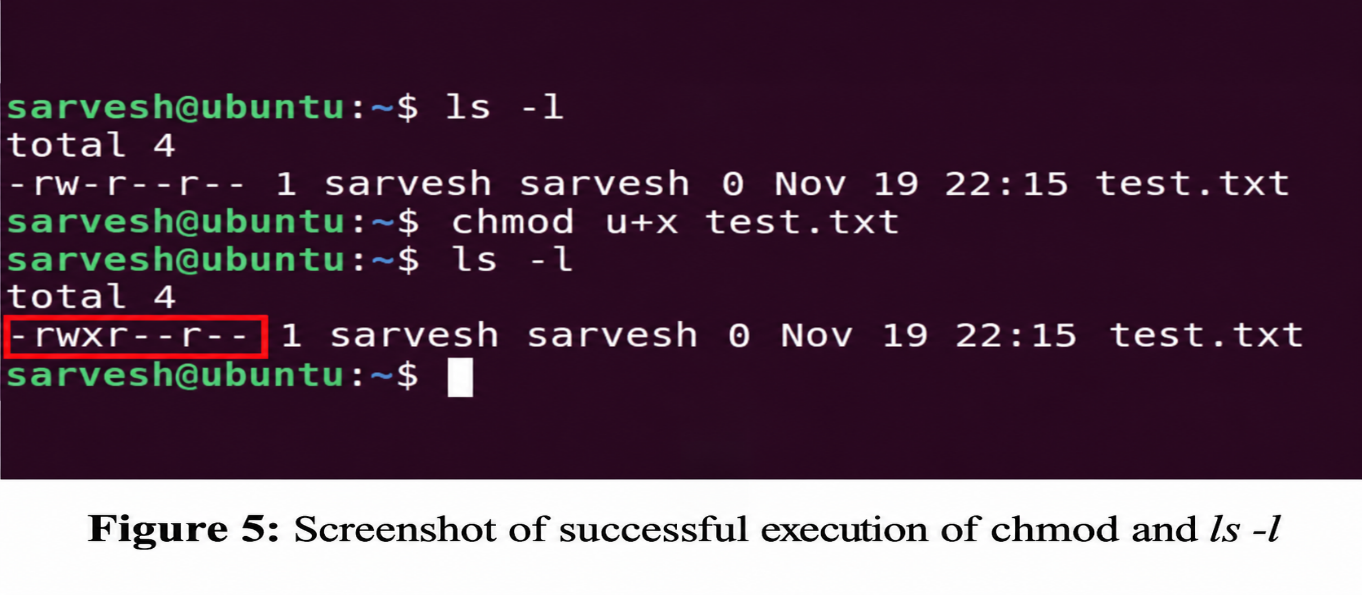 sarvesh@ubuntu:~$ ls -l
total 4
-rw-r--r-- 1 sarvesh sarvesh 0 Nov 19 22:15 test.txt
sarvesh@ubuntu:~$ chmod u+x test.txt
sarvesh@ubuntu:~$ ls -l
total 4
-rwxr--r-- 1 sarvesh sarvesh 0 Nov 19 22:15 test.txt
sarvesh@ubuntu:~$
Figure 5: Screenshot of successful execution of chmod and ls -l